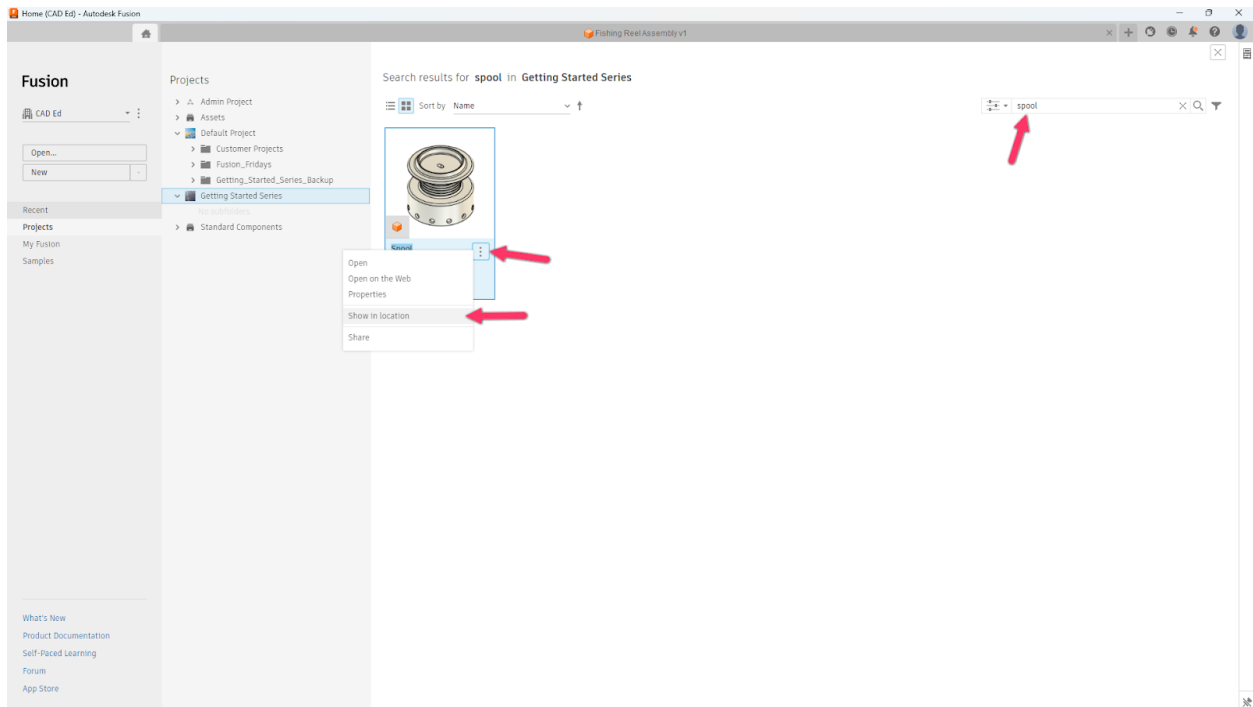 Home (CAD Ed) - Autodesk Fusion
Fishing Reel Assembly v1
Fusion
CAD Ed
Open...
New
Recent
Projects
My Fusion
Samples
What's New
Product Documentation
Self-Paced Learning
Forum
App Store
Projects
Admin Project
Assets
Default Project
Customer Projects
Fusion_Fridays
Getting_Started_Series_Backup
Getting Started Series
No subfolders
Standard Components
Search results for spool in Getting Started Series
Sort by Name
spool
Spool
Open
Open on the Web
Properties
Show in location
Share